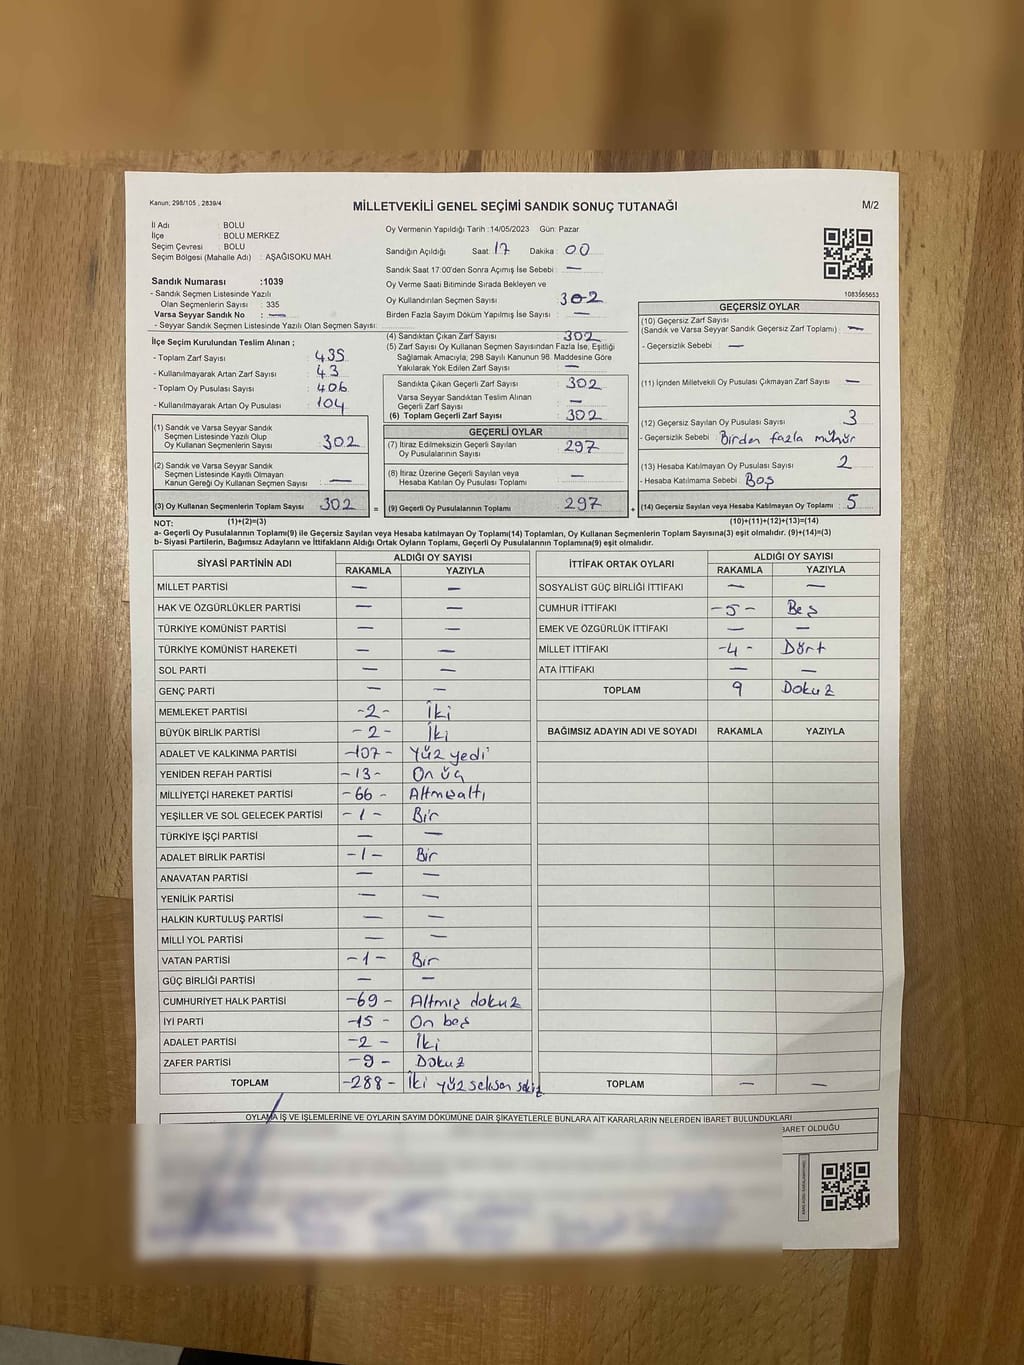 Kanun; 298/105 , 2839/4
MİLLETVEKİLİ GENEL SEÇİMİ SANDIK SONUÇ TUTANAĞI
M/2
İl Adı : BOLU
İlçe : BOLU MERKEZ
Seçim Çevresi : BOLU
Seçim Bölgesi (Mahalle Adı) : AŞAĞISOKU MAH.
Sandık Numarası :1039
- Sandık Seçmen Listesinde Yazılı
Olan Seçmenlerin Sayısı : 335
Varsa Seyyar Sandık No : —
- Seyyar Sandık Seçmen Listesinde Yazılı Olan Seçmen Sayısı:
Oy Vermenin Yapıldığı Tarih :14/05/2023 Gün: Pazar
Sandığın Açıldığı Saat 17 Dakika : 00
Sandık Saat 17:00'den Sonra Açımış İse Sebebi : —
Oy Verme Saati Bitiminde Sırada Bekleyen ve
Oy Kullandırılan Seçmen Sayısı 302
Birden Fazla Sayım Döküm Yapılmış İse Sayısı : —
1083565653
İlçe Seçim Kurulundan Teslim Alınan ;
- Toplam Zarf Sayısı : 435
- Kullanılmayarak Artan Zarf Sayısı : 43
- Toplam Oy Pusulası Sayısı : 406
- Kullanılmayarak Artan Oy Pusulası : 104
(1) Sandık ve Varsa Seyyar Sandık
Seçmen Listesinde Yazılı Olup
Oy Kullanan Seçmenlerin Sayısı 302
(2) Sandık ve Varsa Seyyar Sandık
Seçmen Listesinde Kayıtlı Olmayan
Kanun Gereği Oy Kullanan Seçmen Sayısı : —
(3) Oy Kullanan Seçmenlerin Toplam Sayısı 302 =
(4) Sandıktan Çıkan Zarf Sayısı 302
(5) Zarf Sayısı Oy Kullanan Seçmen Sayısından Fazla İse, Eşitliği
Sağlamak Amacıyla; 298 Sayılı Kanunun 98. Maddesine Göre
Yakılarak Yok Edilen Zarf Sayısı : —
Sandıkta Çıkan Geçerli Zarf Sayısı 302
Varsa Seyyar Sandıktan Teslim Alınan
Geçerli Zarf Sayısı —
(6) Toplam Geçerli Zarf Sayısı 302
GEÇERLİ OYLAR
(7) İtiraz Edilmeksizin Geçerli Sayılan
Oy Pusulalarının Sayısı 297
(8) İtiraz Üzerine Geçerli Sayılan veya
Hesaba Katılan Oy Pusulası Toplamı —
(9) Geçerli Oy Pusulalarının Toplamı 297 +
GEÇERSİZ OYLAR
(10) Geçersiz Zarf Sayısı
(Sandık ve Varsa Seyyar Sandık Geçersiz Zarf Toplamı) : —
- Geçersizlik Sebebi : —
(11) İçinden Milletvekili Oy Pusulası Çıkmayan Zarf Sayısı —
(12) Geçersiz Sayılan Oy Pusulası Sayısı : 3
- Geçersizlik Sebebi : Birden fazla mühür
(13) Hesaba Katılmayan Oy Pusulası Sayısı 2
- Hesaba Katılmama Sebebi : Boş
(14) Geçersiz Sayılan veya Hesaba Katılmayan Oy Toplamı : 5
NOT: (1)+(2)=(3) (10)+(11)+(12)+(13)=(14)
a- Geçerli Oy Pusulalarının Toplamı(9) ile Geçersiz Sayılan veya Hesaba katılmayan Oy Toplamı(14) Toplamları, Oy Kullanan Seçmenlerin Toplam Sayısına(3) eşit olmalıdır. (9)+(14)=(3)
b- Siyasi Partilerin, Bağımsız Adayların ve İttifakların Aldığı Ortak Oyların Toplamı, Geçerli Oy Pusulalarının Toplamına(9) eşit olmalıdır.
SİYASİ PARTİNİN ADI ALDIĞI OY SAYISI
RAKAMLA YAZIYLA
MİLLET PARTİSİ — —
HAK VE ÖZGÜRLÜKLER PARTİSİ — —
TÜRKİYE KOMÜNİST PARTİSİ — —
TÜRKİYE KOMÜNİST HAREKETİ — —
SOL PARTİ — —
GENÇ PARTİ — —
MEMLEKET PARTİSİ -2- İki
BÜYÜK BİRLİK PARTİSİ -2- İki
ADALET VE KALKINMA PARTİSİ -107- Yüz yedi
YENİDEN REFAH PARTİSİ -13- On üç
MİLLİYETÇİ HAREKET PARTİSİ -66- Altmışaltı
YEŞİLLER VE SOL GELECEK PARTİSİ -1- Bir
TÜRKİYE İŞÇİ PARTİSİ — —
ADALET BİRLİK PARTİSİ -1- Bir
ANAVATAN PARTİSİ — —
YENİLİK PARTİSİ — —
HALKIN KURTULUŞ PARTİSİ — —
MİLLİ YOL PARTİSİ — —
VATAN PARTİSİ -1- Bir
GÜÇ BİRLİĞİ PARTİSİ — —
CUMHURİYET HALK PARTİSİ -69- Altmış dokuz
İYİ PARTİ -15- On beş
ADALET PARTİSİ -2- İki
ZAFER PARTİSİ -9- Dokuz
TOPLAM -288- İki yüz seksen sekiz
İTTİFAK ORTAK OYLARI ALDIĞI OY SAYISI
RAKAMLA YAZIYLA
SOSYALİST GÜÇ BİRLİĞİ İTTİFAKI — —
CUMHUR İTTİFAKI -5- Beş
EMEK VE ÖZGÜRLÜK İTTİFAKI — —
MİLLET İTTİFAKI -4- Dört
ATA İTTİFAKI — —
TOPLAM 9 Dokuz
BAĞIMSIZ ADAYIN ADI VE SOYADI RAKAMLA YAZIYLA
TOPLAM — —
OYLAMA İŞ VE İŞLEMLERİNE VE OYLARIN SAYIM DÖKÜMÜNE DAİR ŞİKAYETLERLE BUNLARA AİT KARARLARIN NELERDEN İBARET BULUNDUKLARI
BARET OLDUĞU